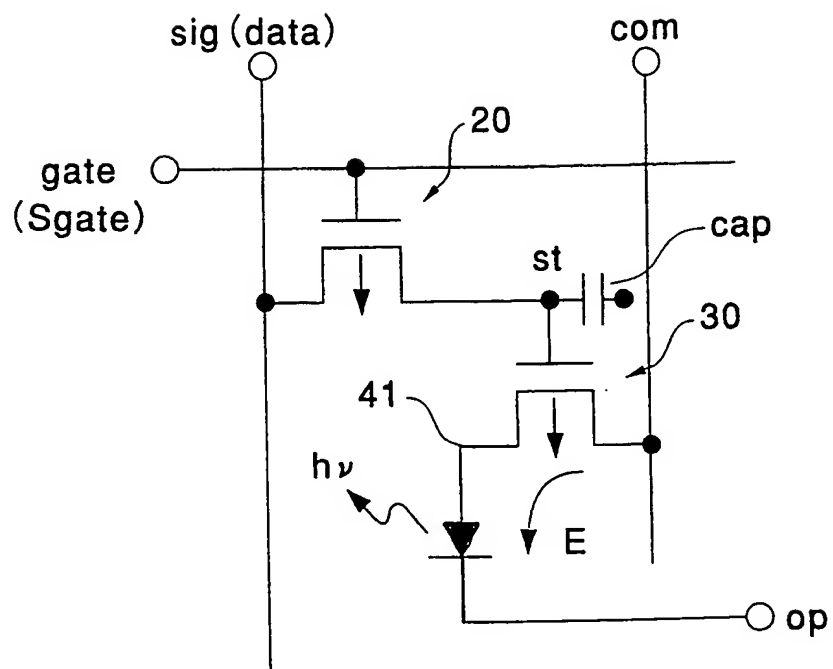 sig (data)
com
20
gate
(Sgate)
cap
st
30
41
hν
E
op